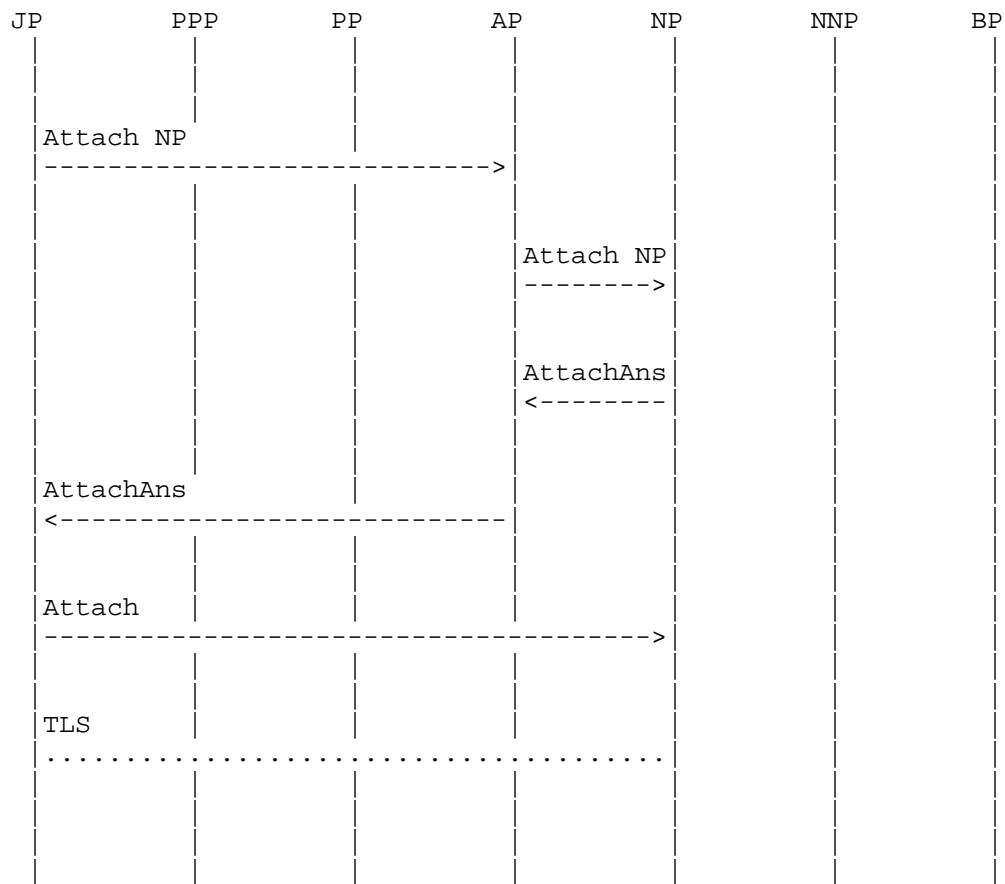 JP PPP PP AP NP NNP BP
Attach NP
Attach NP
AttachAns
AttachAns
Attach
TLS